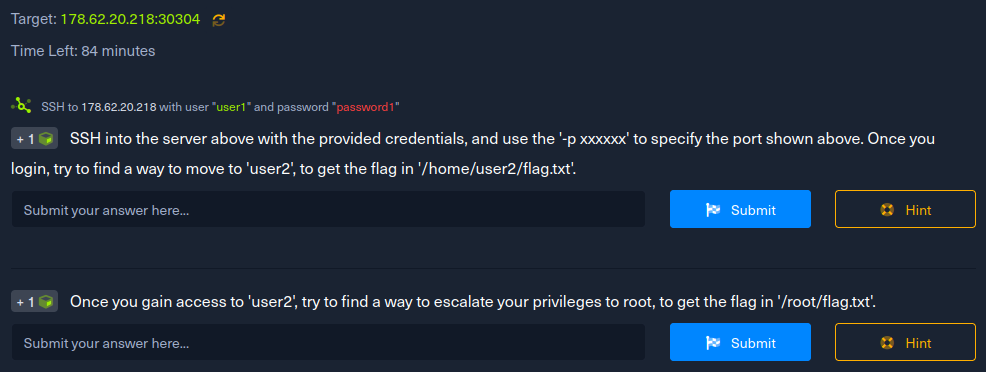 Target: 178.62.20.218:30304
Time Left: 84 minutes
SSH to 178.62.20.218 with user "user1" and password "password1"
+ 1 SSH into the server above with the provided credentials, and use the '-p xxxxxx' to specify the port shown above. Once you
login, try to find a way to move to 'user2', to get the flag in '/home/user2/flag.txt'.
Submit your answer here...
Submit
Hint
+ 1 Once you gain access to 'user2', try to find a way to escalate your privileges to root, to get the flag in '/root/flag.txt'.
Submit your answer here...
Submit
Hint